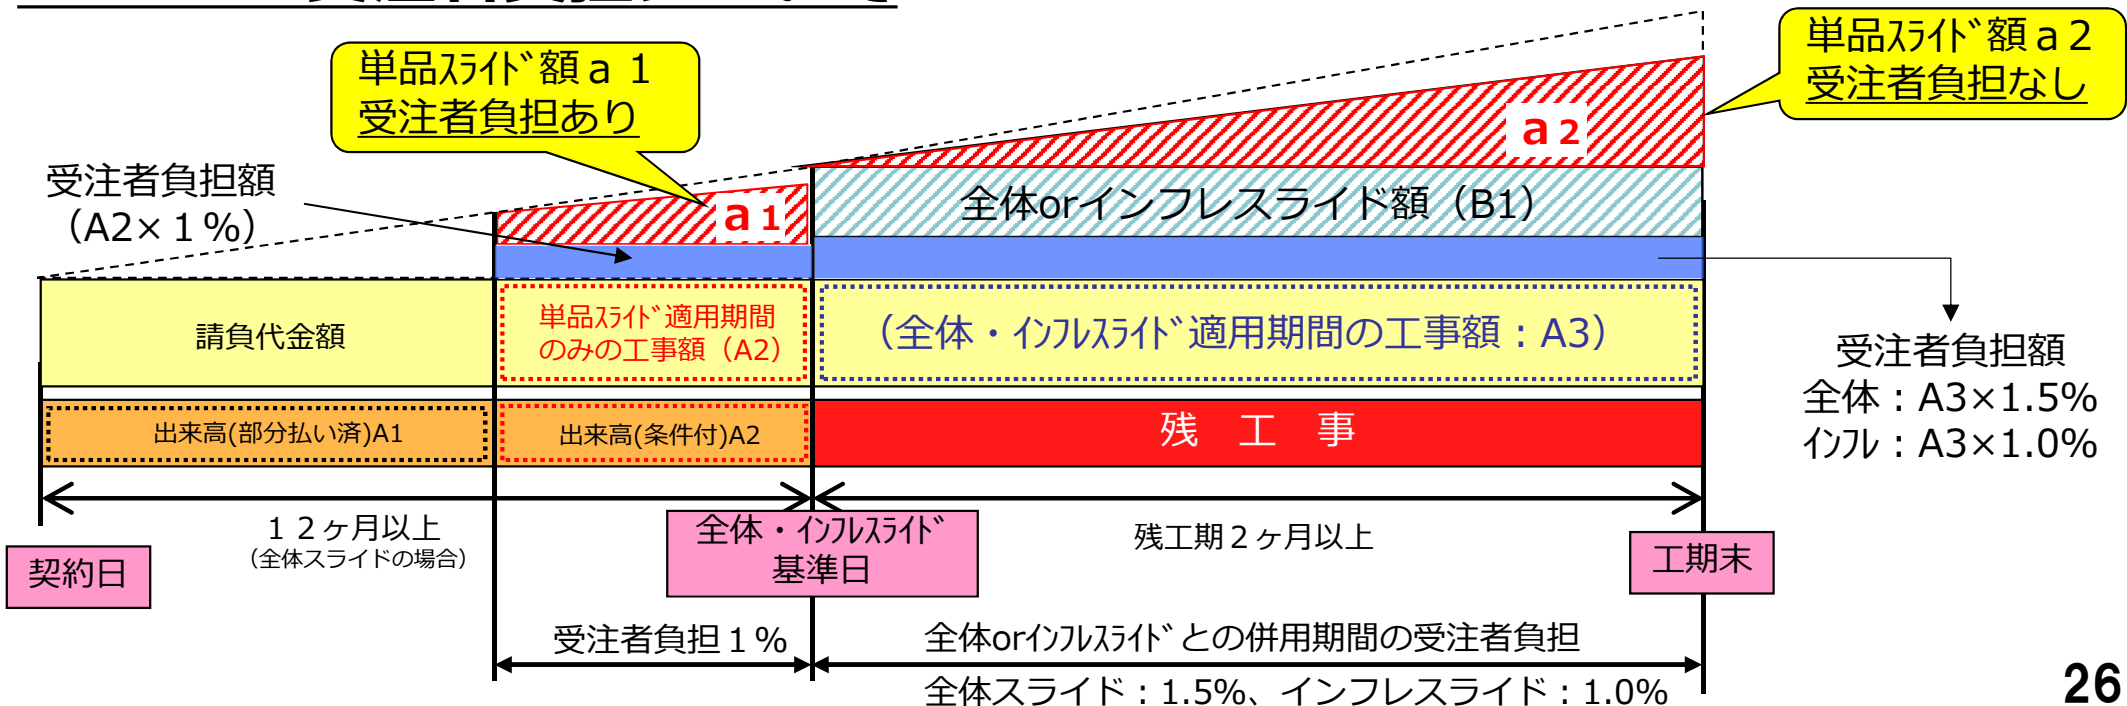 単品ｽﾗｲﾄﾞ額ａ１
受注者負担あり
単品ｽﾗｲﾄﾞ額ａ２
受注者負担なし
受注者負担額
（A2×１%）
ａ1
ａ2
全体orインフレスライド額（B1）
請負代金額
単品ｽﾗｲﾄﾞ適用期間
のみの工事額（A2）
（全体・ｲﾝﾌﾚｽﾗｲﾄﾞ適用期間の工事額：A3）
受注者負担額
全体：A3×1.5%
ｲﾝﾌﾚ：A3×1.0%
出来高(部分払い済)A1
出来高(条件付)A2
残　工　事
１２ヶ月以上
（全体スライドの場合）
残工期２ヶ月以上
契約日
全体・ｲﾝﾌﾚｽﾗｲﾄﾞ
基準日
工期末
受注者負担１%
全体orｲﾝﾌﾚｽﾗｲﾄﾞとの併用期間の受注者負担
全体スライド：1.5%、インフレスライド：1.0%
26